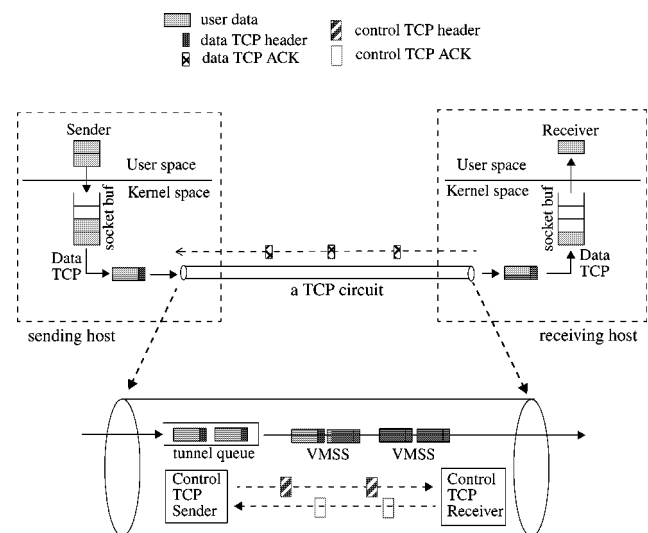 user data
data TCP header
data TCP ACK
control TCP header
control TCP ACK
Sender
User space
Kernel space
socket buf
Data
TCP
sending host
a TCP circuit
Receiver
User space
Kernel space
socket buf
Data
TCP
receiving host
tunnel queue
VMSS
VMSS
Control
TCP
Sender
Control
TCP
Receiver